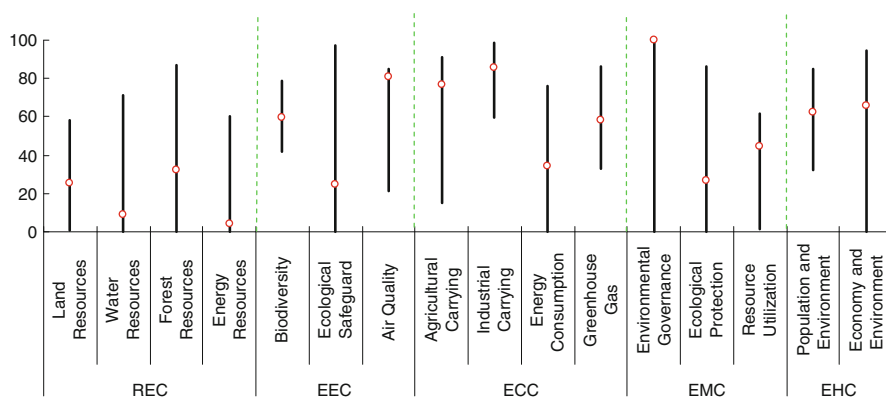 100
80
60
40
20
0
Land
Resources
Water
Resources
Forest
Resources
Energy
Resources
Biodiversity
Ecological
Safeguard
Air Quality
Agricultural
Carrying
Industrial
Carrying
Energy
Consumption
Greenhouse
Gas
Environmental
Governance
Ecological
Protection
Resource
Utilization
Population and
Environment
Economy and
Environment
REC
EEC
ECC
EMC
EHC